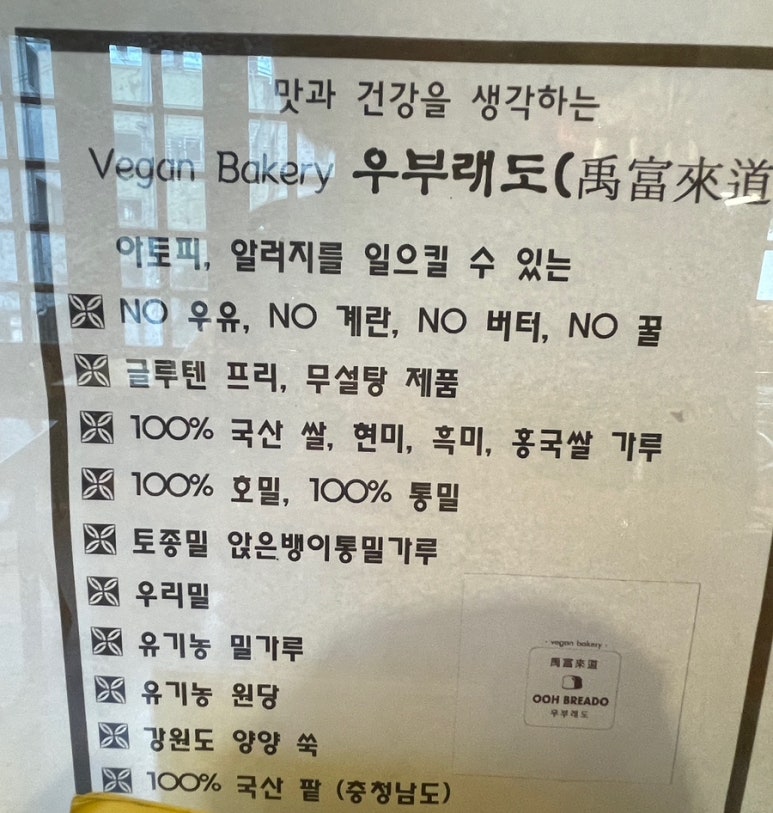 맛과 건강을 생각하는
Vegan Bakery 우부래도(禹富來道
아토피, 알러지를 일으킬 수 있는
NO 우유, NO 계란, NO 버터, NO 꿀
글루텐 프리, 무설탕 제품
100% 국산 쌀, 현미, 흑미, 홍국쌀 가루
100% 호밀, 100% 통밀
토종밀 앉은뱅이통밀가루
우리밀
유기농 밀가루
유기농 원당
강원도 양양 쑥
100% 국산 팥 (충청남도)
- vegan bakery -
禹富來道
OOH BREADO
우부래도